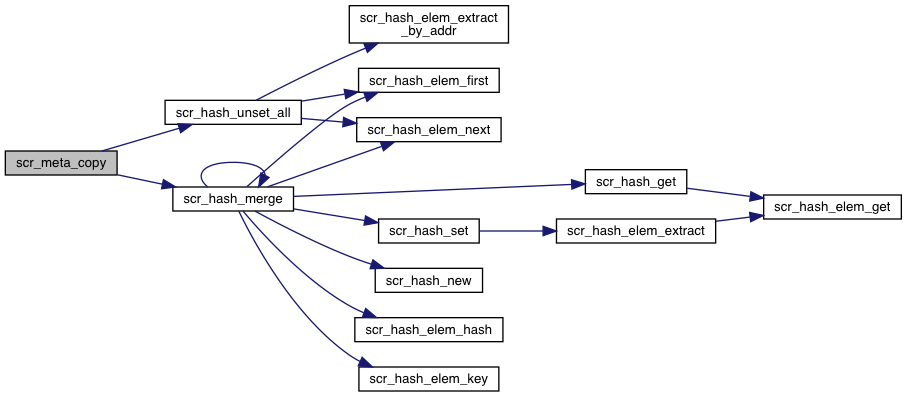 scr_hash_elem_extract
_by_addr
scr_hash_elem_first
scr_hash_unset_all
scr_hash_elem_next
scr_meta_copy
scr_hash_get
scr_hash_merge
scr_hash_elem_get
scr_hash_set
scr_hash_elem_extract
scr_hash_new
scr_hash_elem_hash
scr_hash_elem_key